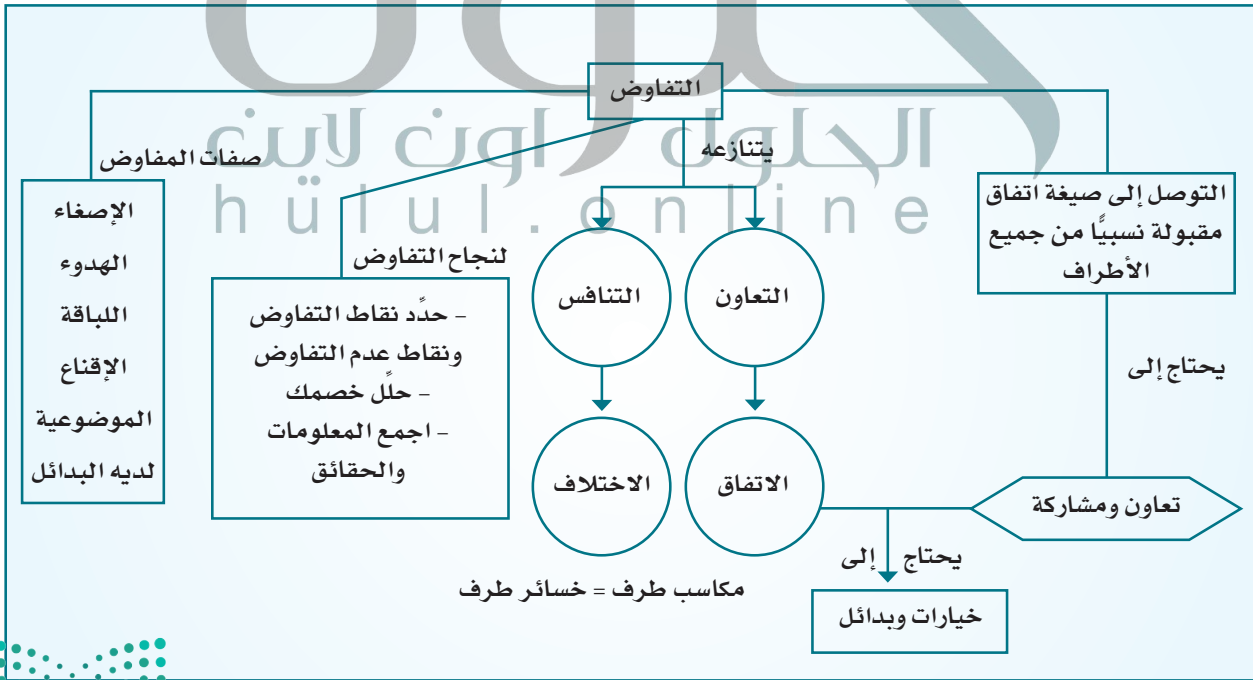 حلول
الحلول اون لاين
hülul.online
التفاوض
التوصل إلى صيغة اتفاق
مقبولة نسبيًّا من جميع
الأطراف
يحتاج إلى
تعاون ومشاركة
يحتاج إلى
خيارات وبدائل
يتنازعه
التعاون
التنافس
الاتفاق
الاختلاف
مكاسب طرف = خسائر طرف
لنجاح التفاوض
– حدِّد نقاط التفاوض
ونقاط عدم التفاوض
– حلِّل خصمك
– اجمع المعلومات
والحقائق
صفات المفاوض
الإصغاء
الهدوء
اللباقة
الإقناع
الموضوعية
لديه البدائل